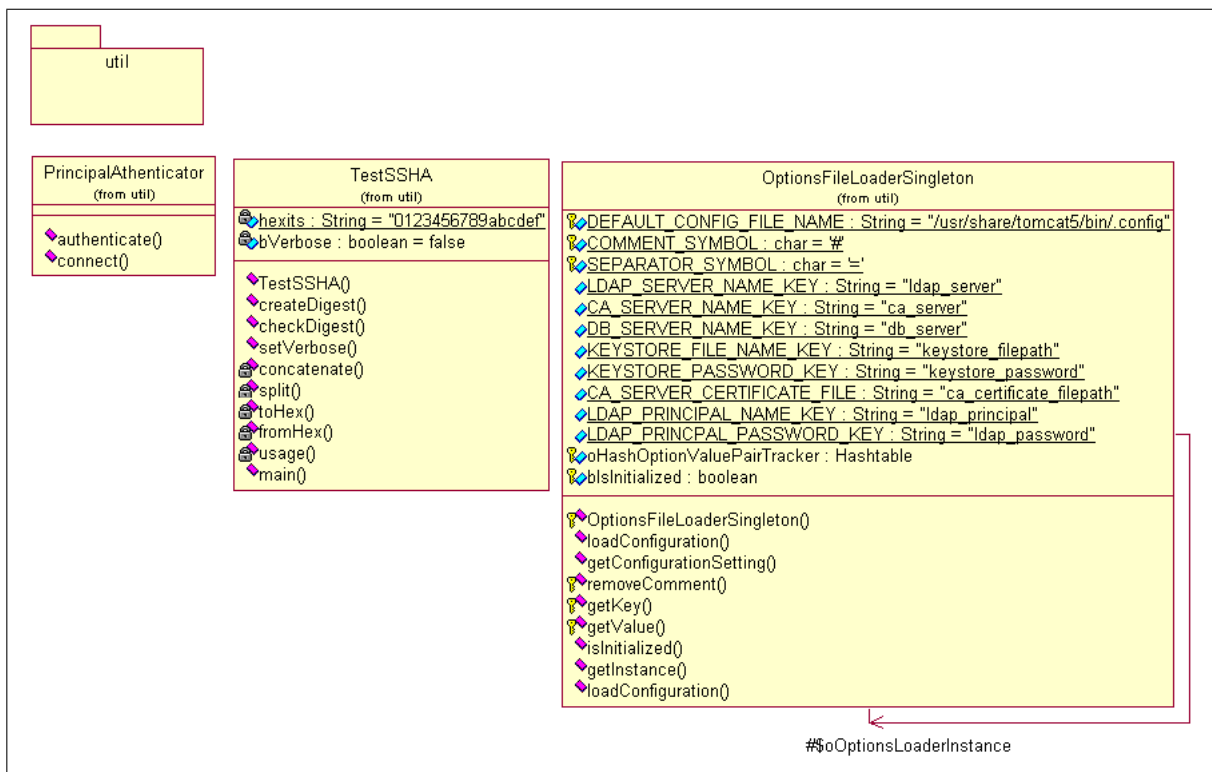 util
PrincipalAthenticator
(from util)
authenticate()
connect()
TestSSHA
(from util)
hexits : String = "0123456789abcdef"
bVerbose : boolean = false
TestSSHA()
createDigest()
checkDigest()
setVerbose()
concatenate()
split()
toHex()
fromHex()
usage()
main()
OptionsFileLoaderSingleton
(from util)
DEFAULT_CONFIG_FILE_NAME : String = "/usr/share/tomcat5/bin/.config"
COMMENT_SYMBOL : char = '#'
SEPARATOR_SYMBOL : char = '='
LDAP_SERVER_NAME_KEY : String = "ldap_server"
CA_SERVER_NAME_KEY : String = "ca_server"
DB_SERVER_NAME_KEY : String = "db_server"
KEYSTORE_FILE_NAME_KEY : String = "keystore_filepath"
KEYSTORE_PASSWORD_KEY : String = "keystore_password"
CA_SERVER_CERTIFICATE_FILE : String = "ca_certificate_filepath"
LDAP_PRINCIPAL_NAME_KEY : String = "ldap_principal"
LDAP_PRINCPAL_PASSWORD_KEY : String = "ldap_password"
oHashOptionValuePairTracker : Hashtable
bIsInitialized : boolean
OptionsFileLoaderSingleton()
loadConfiguration()
getConfigurationSetting()
removeComment()
getKey()
getValue()
isInitialized()
getInstance()
loadConfiguration()
#$oOptionsLoaderInstance